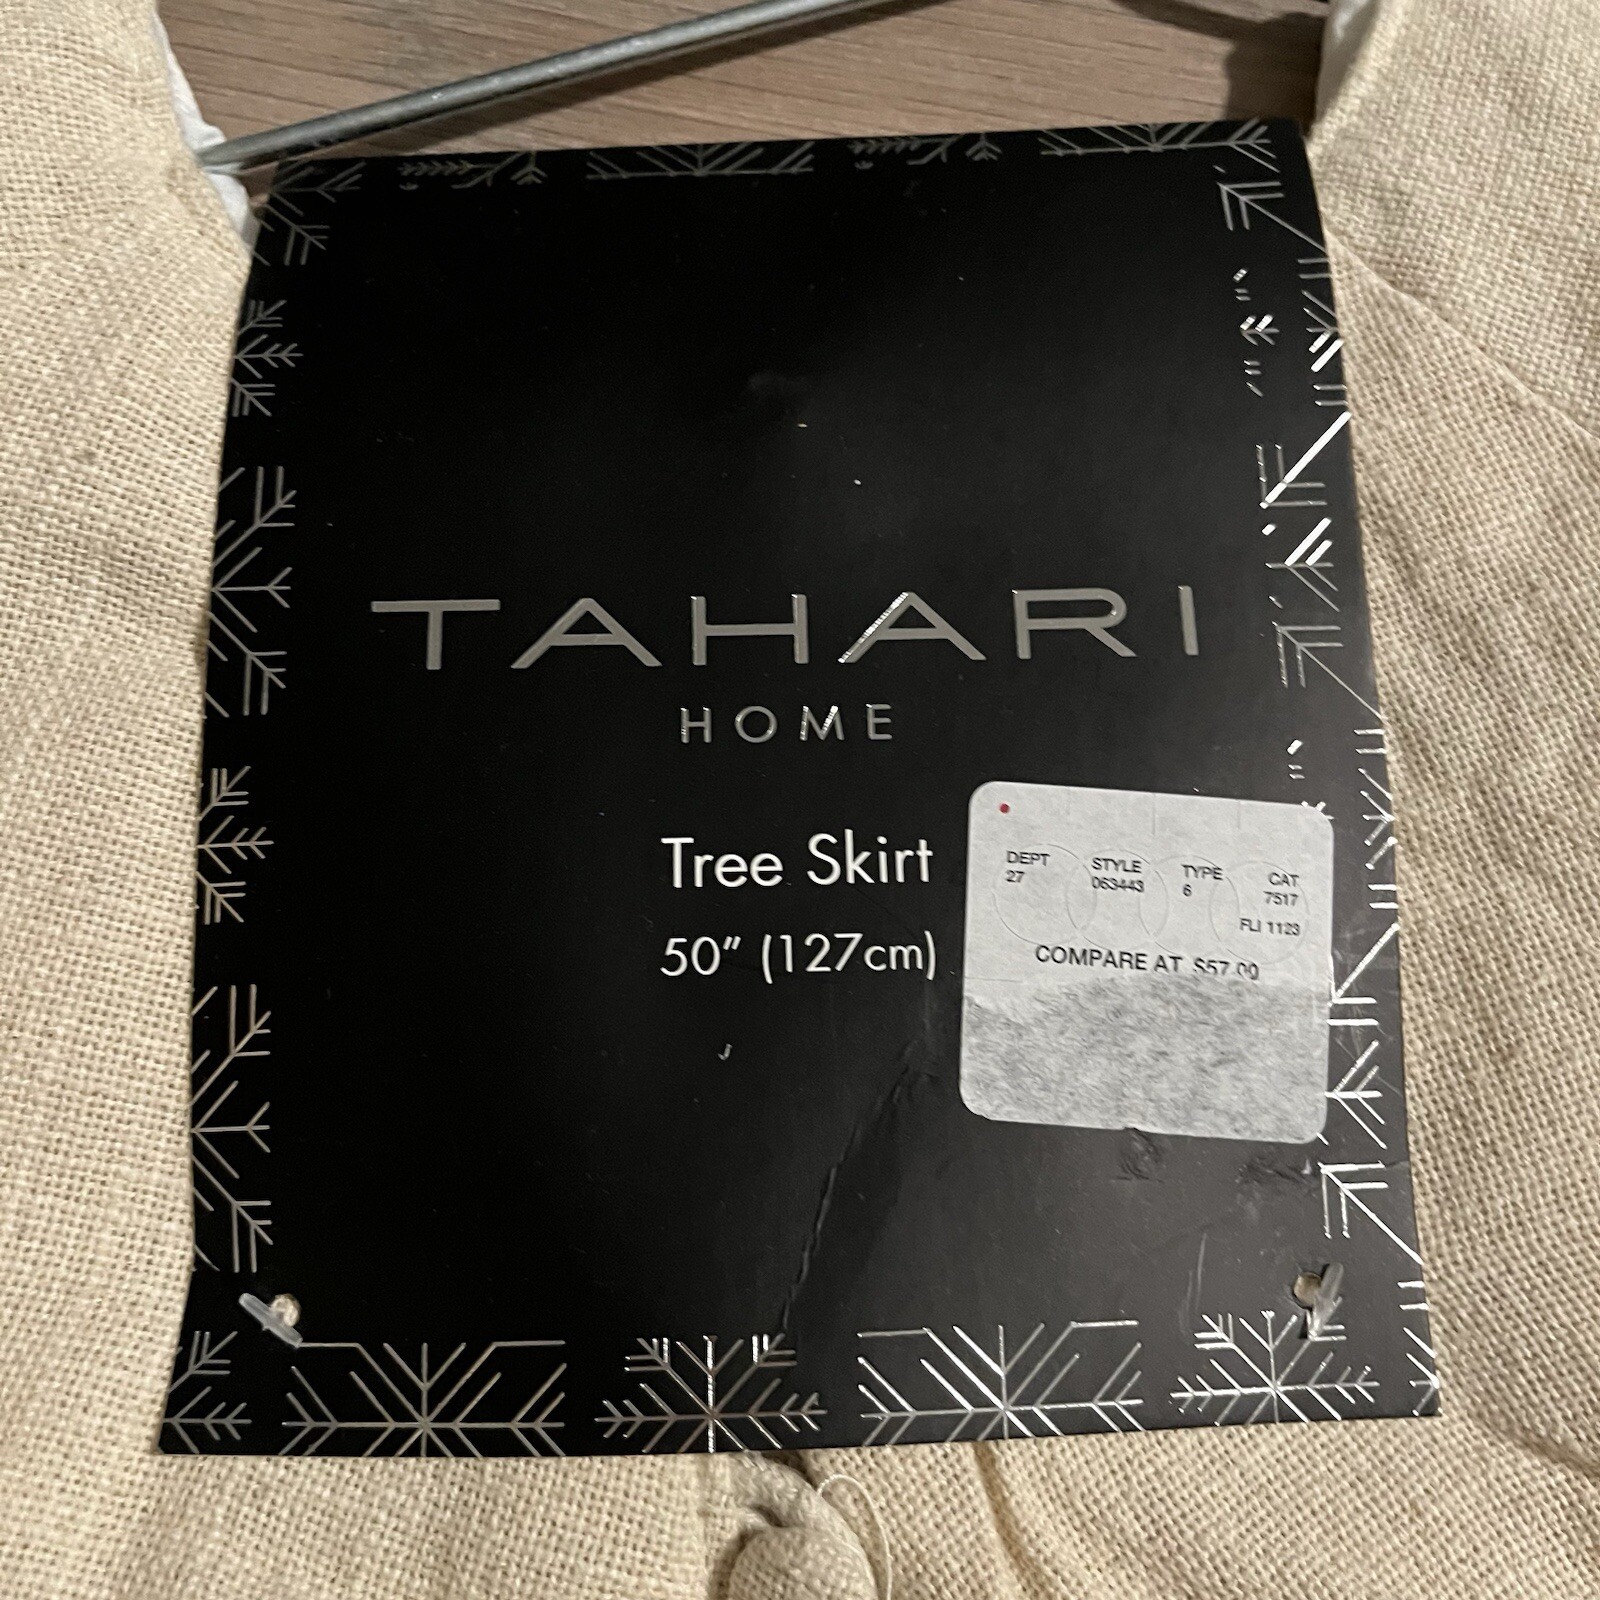 TAHARI
HOME
Tree Skirt
50" (127cm)
DEPT STYLE TYPE CAT
27 063443 6 7517
FLI 1123
COMPARE AT $57.00